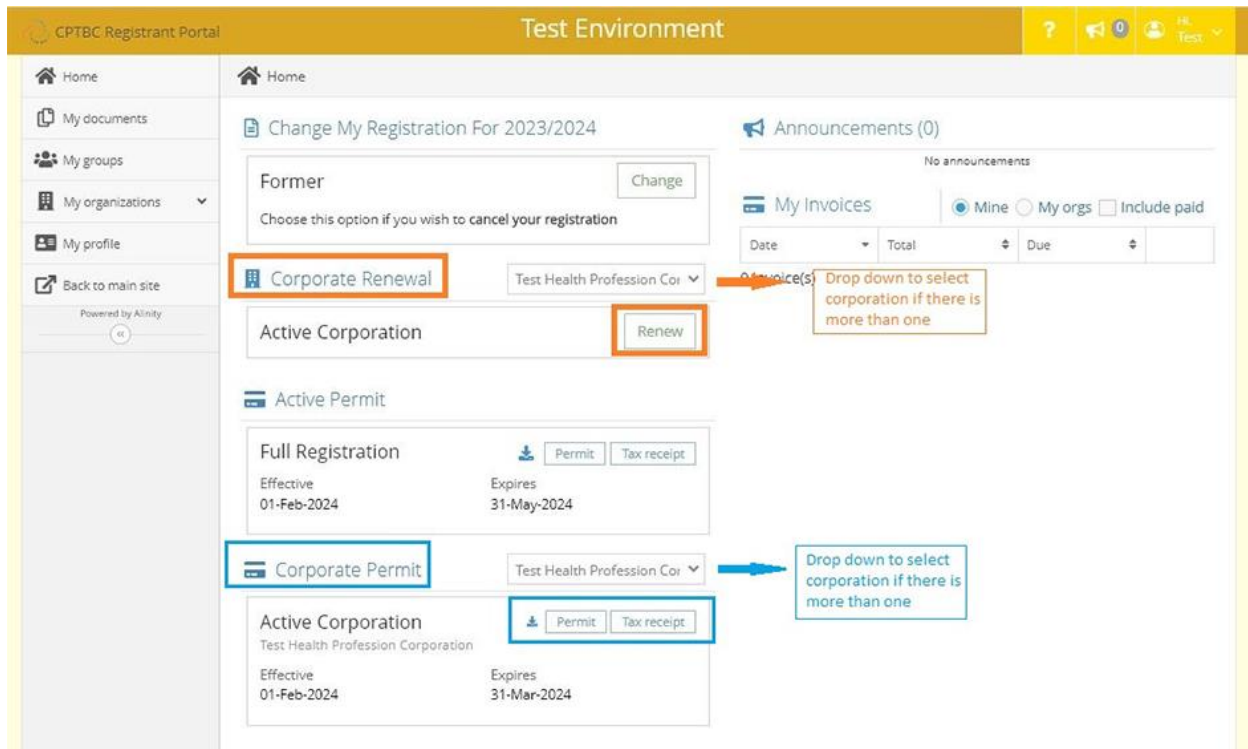 CPTBC Registrant Portal
Test Environment
?
0
Hi,
Test
Home
My documents
My groups
My organizations
My profile
Back to main site
Powered by Alinity
Home
Change My Registration For 2023/2024
Former
Change
Choose this option if you wish to cancel your registration
Corporate Renewal
Test Health Profession Cor
Active Corporation
Renew
Active Permit
Full Registration
Permit
Tax receipt
Effective
Expires
01-Feb-2024
31-May-2024
Corporate Permit
Test Health Profession Cor
Active Corporation
Permit
Tax receipt
Test Health Profession Corporation
Effective
Expires
01-Feb-2024
31-Mar-2024
Announcements (0)
No announcements
My Invoices
Mine
My orgs
Include paid
Date
Total
Due
0 Invoice(s)
Drop down to select
corporation if there is
more than one
Drop down to select
corporation if there is
more than one